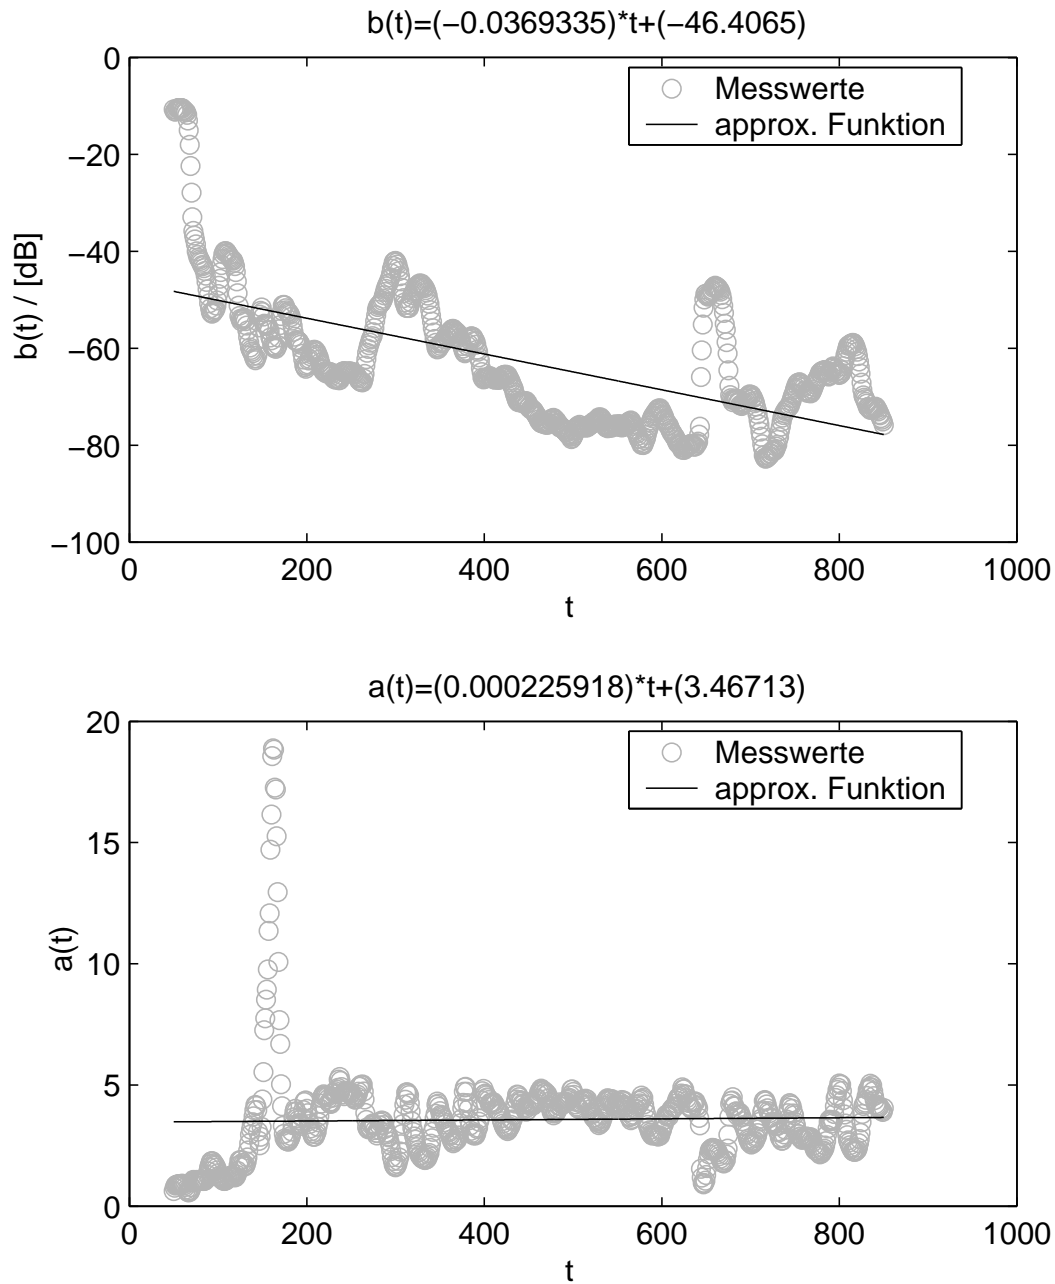 b(t)=(−0.0369335)*t+(−46.4065)
0
−20
−40
−60
−80
−100
b(t) / [dB]
Messwerte
approx. Funktion
0 200 400 600 800 1000
t
a(t)=(0.000225918)*t+(3.46713)
20
15
10
5
0
a(t)
Messwerte
approx. Funktion
0 200 400 600 800 1000
t